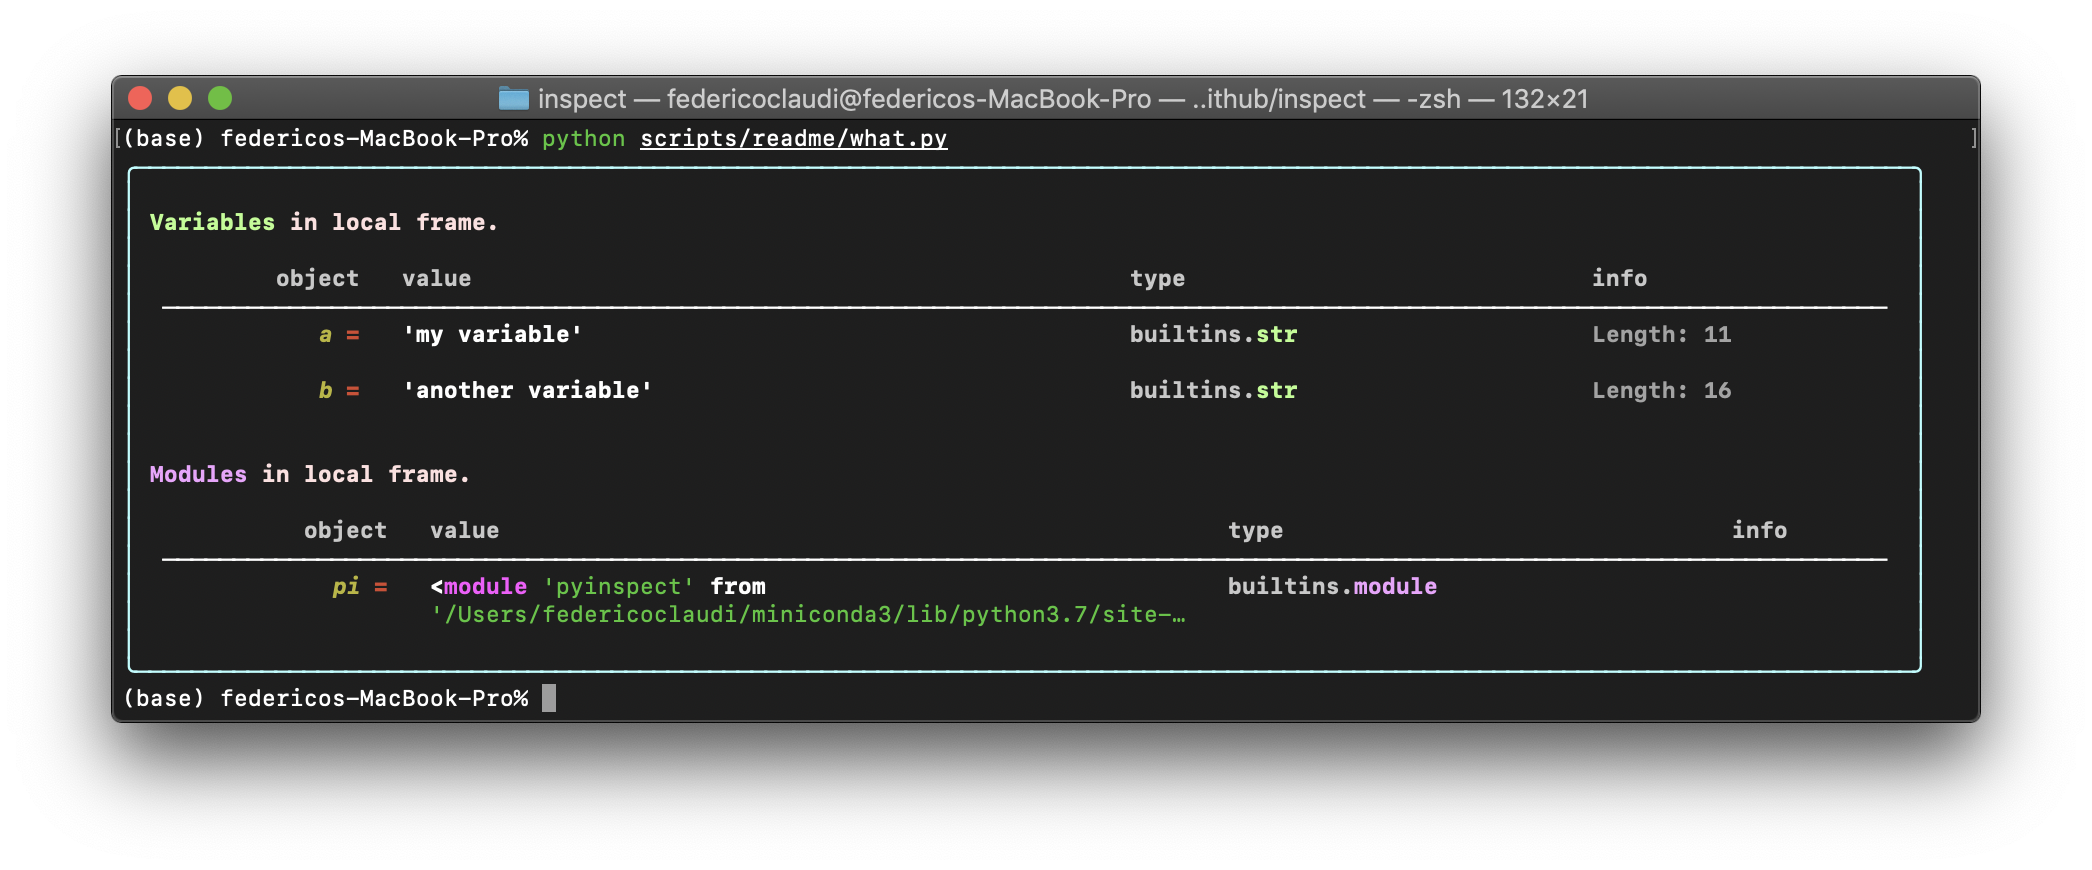 inspect — federicoclaudi@federicos-MacBook-Pro — ..ithub/inspect — -zsh — 132×21
[(base) federicos-MacBook-Pro% python scripts/readme/what.py ]
Variables in local frame.
object value type info
a = 'my variable' builtins.str Length: 11
b = 'another variable' builtins.str Length: 16
Modules in local frame.
object value type info
pi = <module 'pyinspect' from builtins.module
'/Users/federicoclaudi/miniconda3/lib/python3.7/site-…
(base) federicos-MacBook-Pro%